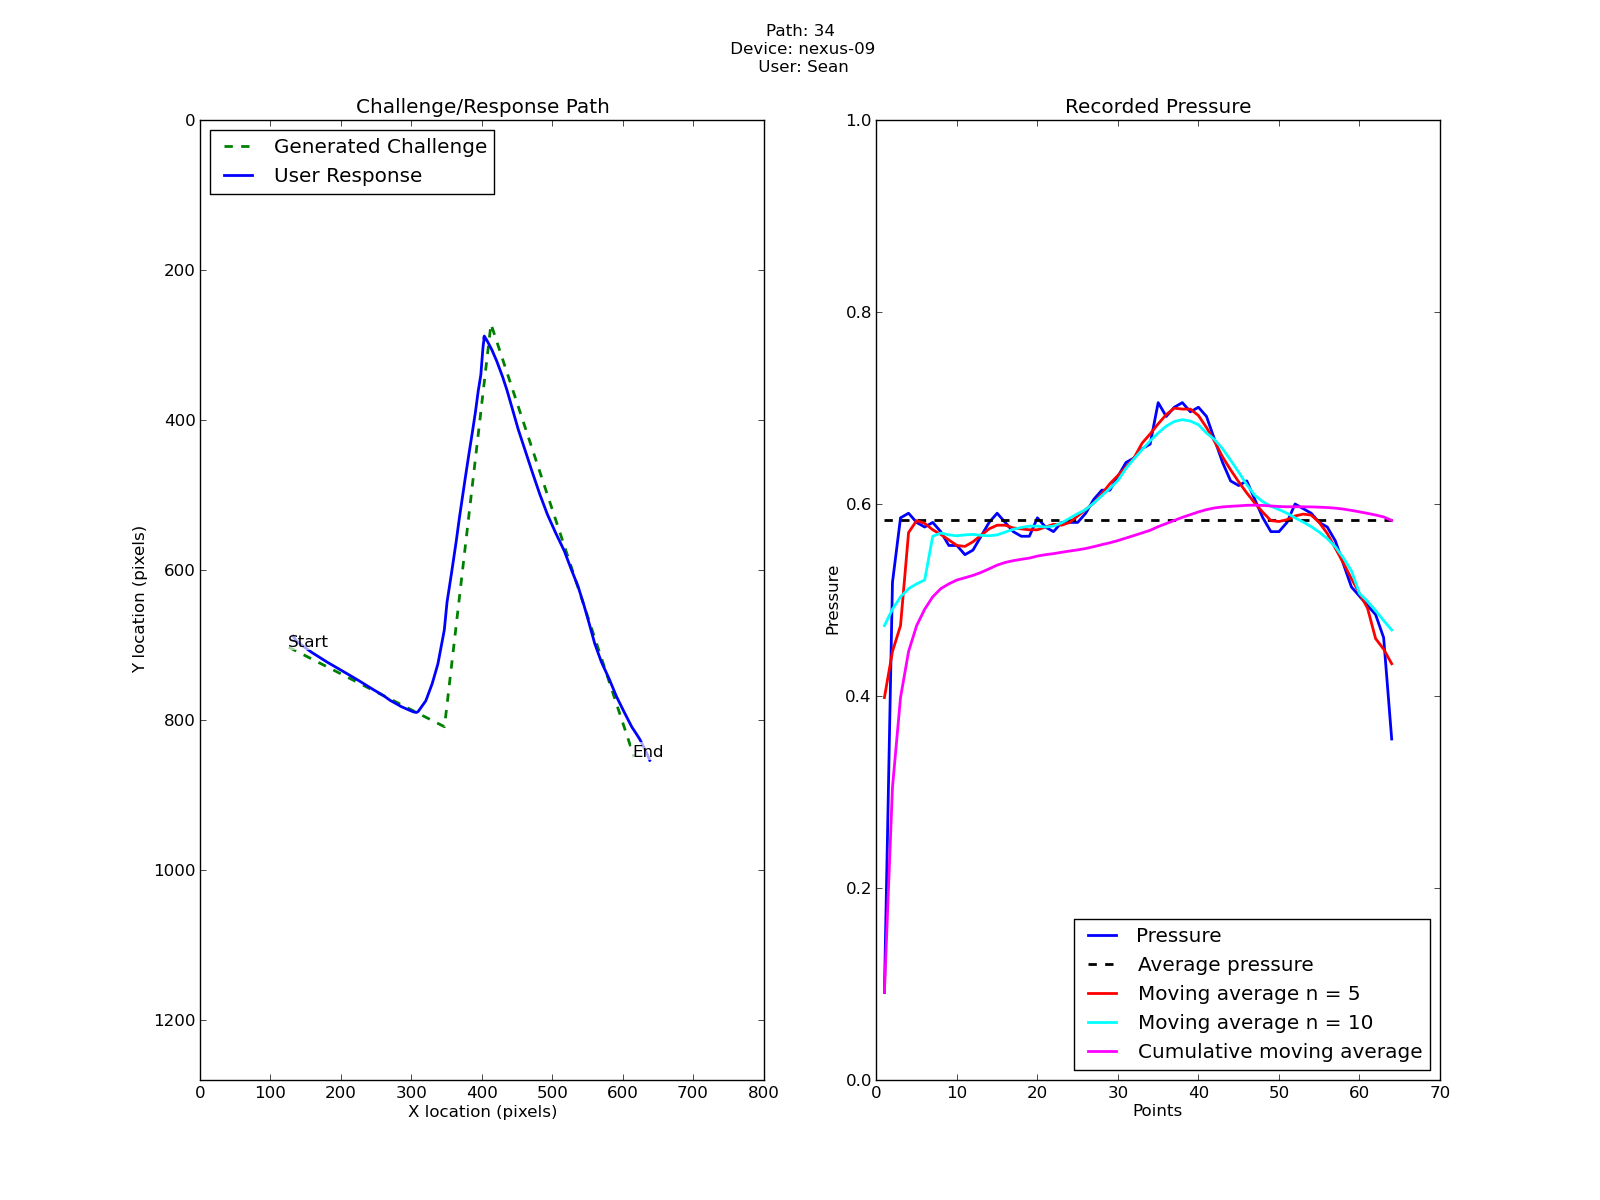 Path: 34
Device: nexus-09
User: Sean
Challenge/Response Path
Generated Challenge
User Response
0
200
400
600
800
1000
1200
Y location (pixels)
Start
End
0 100 200 300 400 500 600 700 800
X location (pixels)
Recorded Pressure
1.0
0.8
0.6
0.4
0.2
0.0
Pressure
Pressure
Average pressure
Moving average n = 5
Moving average n = 10
Cumulative moving average
0 10 20 30 40 50 60 70
Points